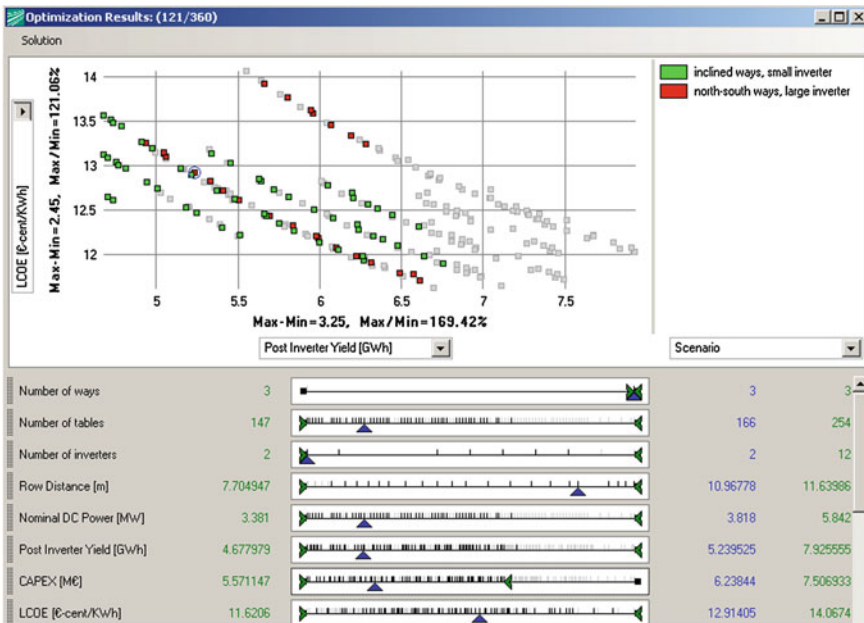 Optimization Results: (121/360)
Solution
LCOE [€-cent/KWh]
Max-Min=2.45, Max/Min=121.06%
14
13.5
13
12.5
12
5
5.5
6
6.5
7
7.5
Max-Min=3.25, Max/Min=169.42%
inclined ways, small inverter
north-south ways, large inverter
Post Inverter Yield [GWh]
Scenario
Number of ways 3 3 3
Number of tables 147 166 254
Number of inverters 2 2 12
Row Distance [m] 7.704947 10.96778 11.63986
Nominal DC Power [MW] 3.381 3.818 5.842
Post Inverter Yield [GWh] 4.677979 5.239525 7.925555
CAPEX [M€] 5.571147 6.23844 7.506933
LCOE [€-cent/KWh] 11.6206 12.91405 14.0674